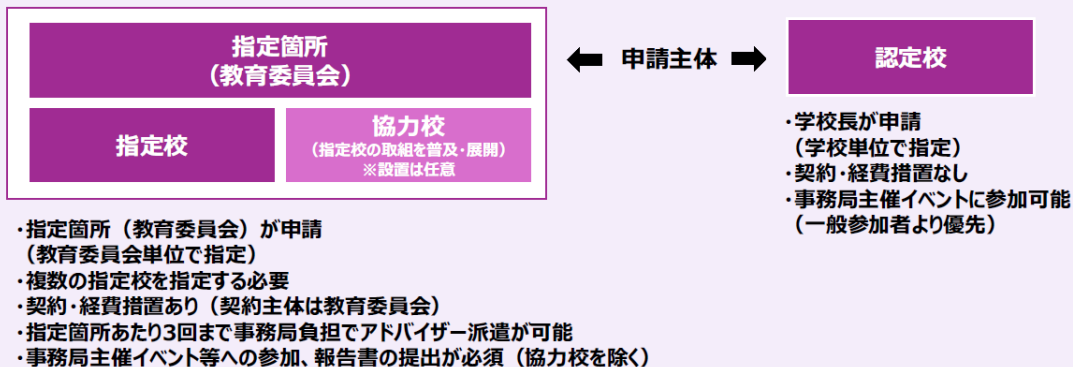 指定箇所
（教育委員会）
指定校
協力校
（指定校の取組を普及・展開）
※設置は任意
申請主体
認定校
・指定箇所（教育委員会）が申請
（教育委員会単位で指定）
・複数の指定校を指定する必要
・契約・経費措置あり（契約主体は教育委員会）
・指定箇所あたり3回まで事務局負担でアドバイザー派遣が可能
・事務局主催イベント等への参加、報告書の提出が必須（協力校を除く）
・学校長が申請
（学校単位で指定）
・契約・経費措置なし
・事務局主催イベントに参加可能
（一般参加者より優先）